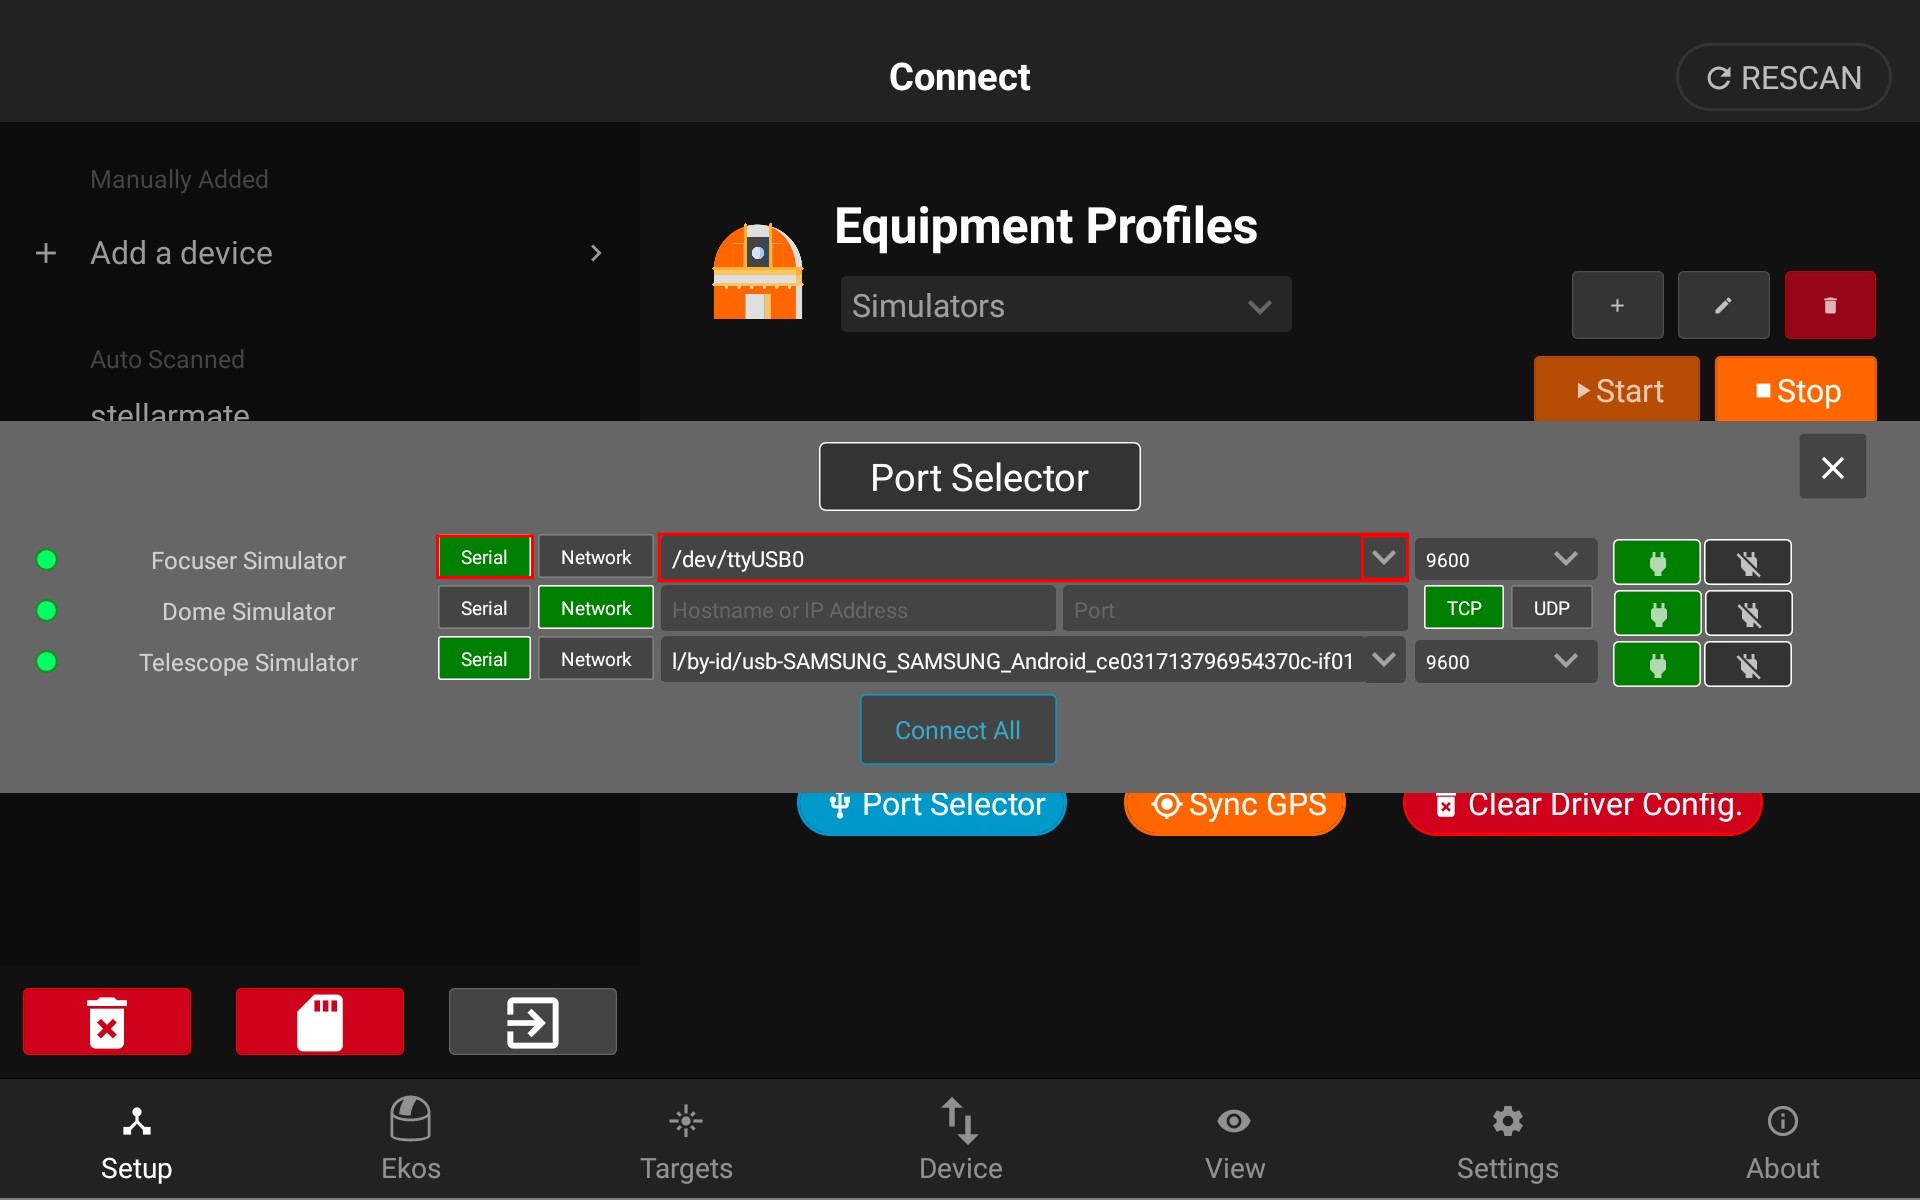 Connect
RESCAN
Manually Added
Add a device
Auto Scanned
stellarmate
Equipment Profiles
Simulators
Start
Stop
Port Selector
Focuser Simulator Serial Network /dev/ttyUSB0 9600
Dome Simulator Serial Network Hostname or IP Address Port TCP UDP
Telescope Simulator Serial Network l/by-id/usb-SAMSUNG_SAMSUNG_Android_ce031713796954370c-if01 9600
Connect All
Port Selector
Sync GPS
Clear Driver Config.
Setup
Ekos
Targets
Device
View
Settings
About